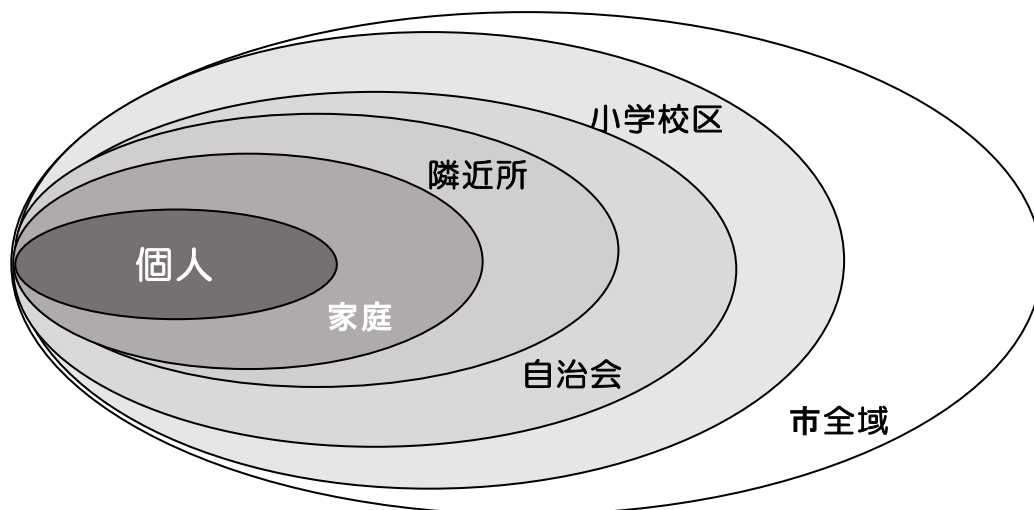 小学校区
隣近所
個人
家庭
自治会
市全域